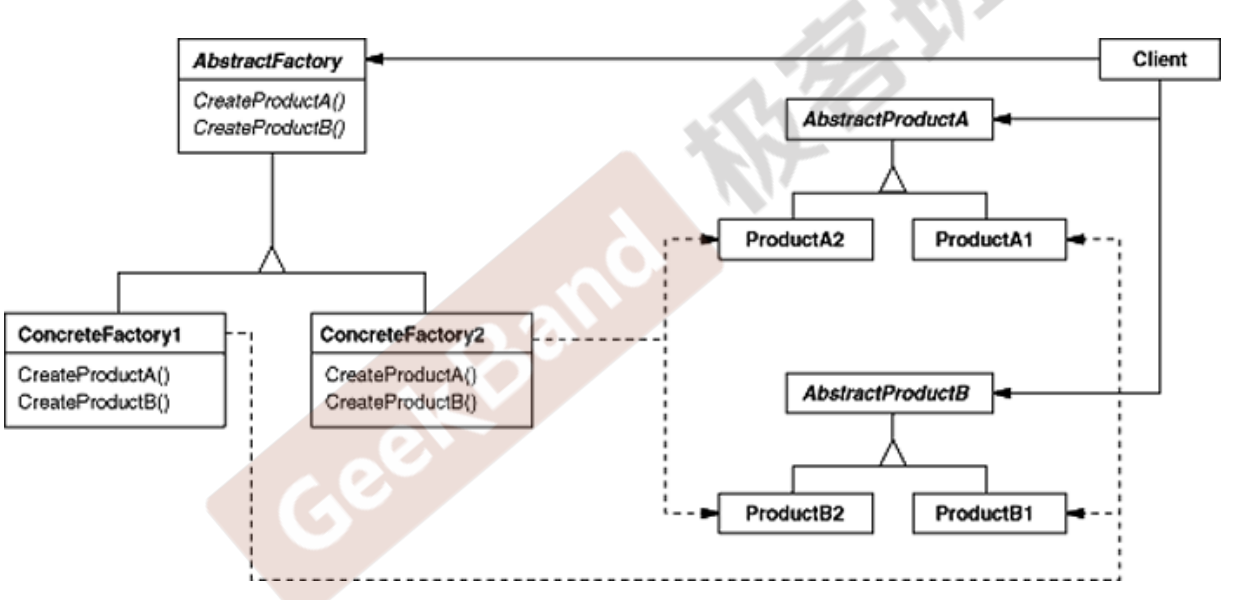 AbstractFactory
CreateProductA()
CreateProductB()
Client
AbstractProductA
ProductA2
ProductA1
ConcreteFactory1
CreateProductA()
CreateProductB()
ConcreteFactory2
CreateProductA()
CreateProductB()
AbstractProductB
ProductB2
ProductB1
GeekBand
极客班